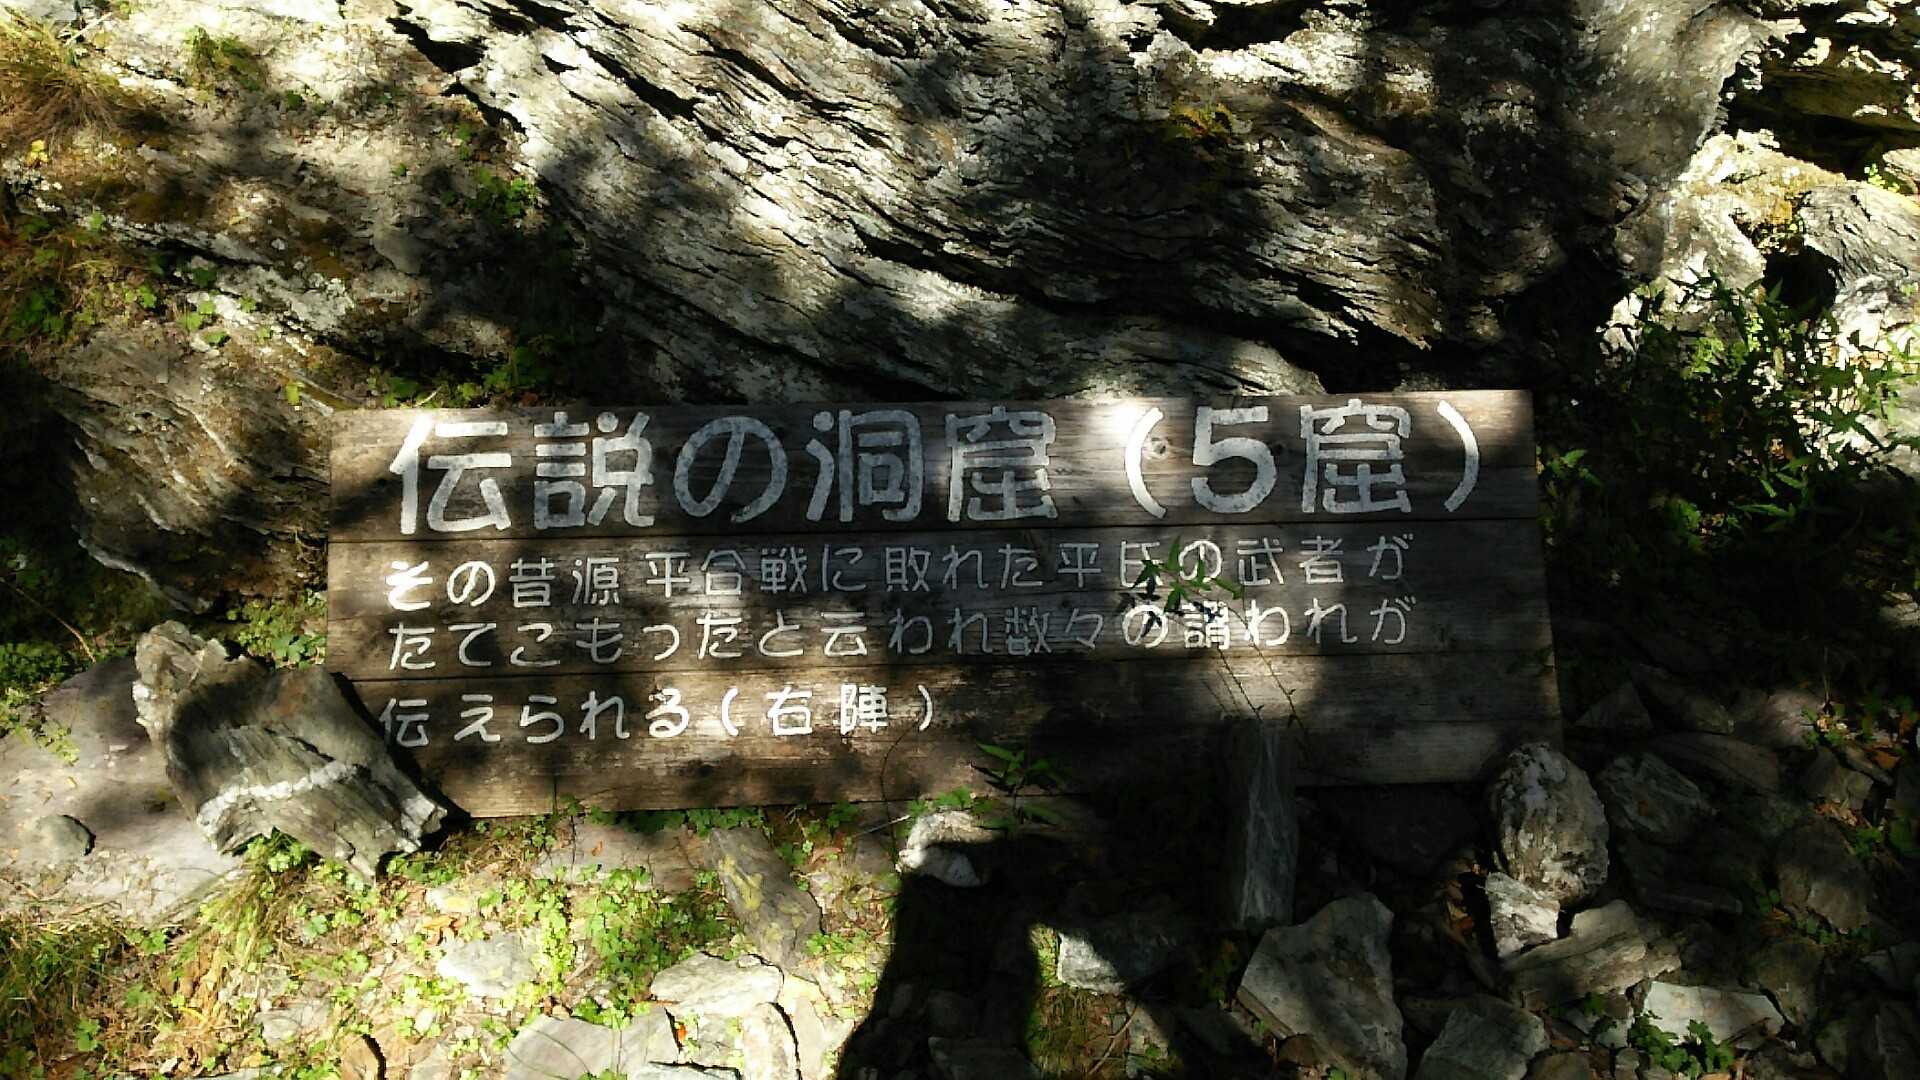 伝説の洞窟（5窟）
その昔源平合戦に敗れた平氏の武者が
たてこもったと云われ数々の謂われが
伝えられる（右陣）